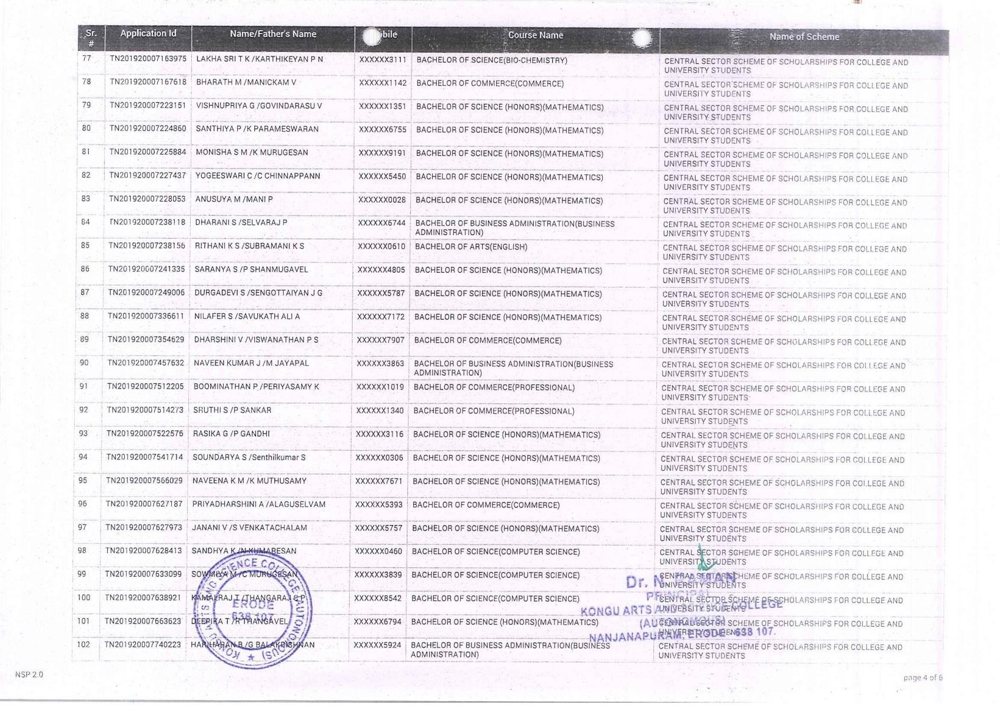 Sr. # Application Id Name/Father's Name bile Course Name Name of Scheme
77 TN201920007163975 LAKHA SRI T K /KARTHIKEYAN P N XXXXXX3111 BACHELOR OF SCIENCE(BIO-CHEMISTRY) CENTRAL SECTOR SCHEME OF SCHOLARSHIPS FOR COLLEGE AND
UNIVERSITY STUDENTS
78 TN201920007167618 BHARATH M /MANICKAM V XXXXXX1142 BACHELOR OF COMMERCE(COMMERCE) CENTRAL SECTOR SCHEME OF SCHOLARSHIPS FOR COLLEGE AND
UNIVERSITY STUDENTS
79 TN201920007223151 VISHNUPRIYA G /GOVINDARASU V XXXXXX1351 BACHELOR OF SCIENCE (HONORS)(MATHEMATICS) CENTRAL SECTOR SCHEME OF SCHOLARSHIPS FOR COLLEGE AND
UNIVERSITY STUDENTS
80 TN201920007224860 SANTHIYA P /K PARAMESWARAN XXXXXX6755 BACHELOR OF SCIENCE (HONORS)(MATHEMATICS) CENTRAL SECTOR SCHEME OF SCHOLARSHIPS FOR COLLEGE AND
UNIVERSITY STUDENTS
81 TN201920007225884 MONISHA S M /K MURUGESAN XXXXXX9191 BACHELOR OF SCIENCE (HONORS)(MATHEMATICS) CENTRAL SECTOR SCHEME OF SCHOLARSHIPS FOR COLLEGE AND
UNIVERSITY STUDENTS
82 TN201920007227437 YOGEESWARI C /C CHINNAPPANN XXXXXX5450 BACHELOR OF SCIENCE (HONORS)(MATHEMATICS) CENTRAL SECTOR SCHEME OF SCHOLARSHIPS FOR COLLEGE AND
UNIVERSITY STUDENTS
83 TN201920007228053 ANUSUYA M /MANI P XXXXXX0028 BACHELOR OF SCIENCE (HONORS)(MATHEMATICS) CENTRAL SECTOR SCHEME OF SCHOLARSHIPS FOR COLLEGE AND
UNIVERSITY STUDENTS
84 TN201920007238118 DHARANI S /SELVARAJ P XXXXXX6744 BACHELOR OF BUSINESS ADMINISTRATION(BUSINESS CENTRAL SECTOR SCHEME OF SCHOLARSHIPS FOR COLLEGE AND
ADMINISTRATION) UNIVERSITY STUDENTS
85 TN201920007238156 RITHANI K S /SUBRAMANI K S XXXXXX0610 BACHELOR OF ARTS(ENGLISH) CENTRAL SECTOR SCHEME OF SCHOLARSHIPS FOR COLLEGE AND
UNIVERSITY STUDENTS
86 TN201920007241335 SARANYA S /P SHANMUGAVEL XXXXXX4805 BACHELOR OF SCIENCE (HONORS)(MATHEMATICS) CENTRAL SECTOR SCHEME OF SCHOLARSHIPS FOR COLLEGE AND
UNIVERSITY STUDENTS
87 TN201920007249006 DURGADEVI S /SENGOTTAIYAN J G XXXXXX5787 BACHELOR OF SCIENCE (HONORS)(MATHEMATICS) CENTRAL SECTOR SCHEME OF SCHOLARSHIPS FOR COLLEGE AND
UNIVERSITY STUDENTS
88 TN201920007336611 NILAFER S /SAVUKATH ALI A XXXXXX7172 BACHELOR OF SCIENCE (HONORS)(MATHEMATICS) CENTRAL SECTOR SCHEME OF SCHOLARSHIPS FOR COLLEGE AND
UNIVERSITY STUDENTS
89 TN201920007354629 DHARSHINI V /VISWANATHAN P S XXXXXX7907 BACHELOR OF COMMERCE(COMMERCE) CENTRAL SECTOR SCHEME OF SCHOLARSHIPS FOR COLLEGE AND
UNIVERSITY STUDENTS
90 TN201920007457632 NAVEEN KUMAR J /M JAYAPAL XXXXXX3863 BACHELOR OF BUSINESS ADMINISTRATION(BUSINESS CENTRAL SECTOR SCHEME OF SCHOLARSHIPS FOR COLLEGE AND
ADMINISTRATION) UNIVERSITY STUDENTS
91 TN201920007512205 BOOMINATHAN P /PERIYASAMY K XXXXXX1019 BACHELOR OF COMMERCE(PROFESSIONAL) CENTRAL SECTOR SCHEME OF SCHOLARSHIPS FOR COLLEGE AND
UNIVERSITY STUDENTS
92 TN201920007514273 SRUTHI S /P SANKAR XXXXXX1340 BACHELOR OF COMMERCE(PROFESSIONAL) CENTRAL SECTOR SCHEME OF SCHOLARSHIPS FOR COLLEGE AND
UNIVERSITY STUDENTS
93 TN201920007522576 RASIKA G /P GANDHI XXXXXX3116 BACHELOR OF SCIENCE (HONORS)(MATHEMATICS) CENTRAL SECTOR SCHEME OF SCHOLARSHIPS FOR COLLEGE AND
UNIVERSITY STUDENTS
94 TN201920007541714 SOUNDARYA S /Senthilkumar S XXXXXX0306 BACHELOR OF SCIENCE (HONORS)(MATHEMATICS) CENTRAL SECTOR SCHEME OF SCHOLARSHIPS FOR COLLEGE AND
UNIVERSITY STUDENTS
95 TN201920007566029 NAVEENA K M /K MUTHUSAMY XXXXXX7671 BACHELOR OF SCIENCE (HONORS)(MATHEMATICS) CENTRAL SECTOR SCHEME OF SCHOLARSHIPS FOR COLLEGE AND
UNIVERSITY STUDENTS
96 TN201920007627187 PRIYADHARSHINI A /ALAGUSELVAM XXXXXX5393 BACHELOR OF COMMERCE(COMMERCE) CENTRAL SECTOR SCHEME OF SCHOLARSHIPS FOR COLLEGE AND
UNIVERSITY STUDENTS
97 TN201920007627973 JANANI V /S VENKATACHALAM XXXXXX5757 BACHELOR OF SCIENCE (HONORS)(MATHEMATICS) CENTRAL SECTOR SCHEME OF SCHOLARSHIPS FOR COLLEGE AND
UNIVERSITY STUDENTS
98 TN201920007628413 SANDHYA K /N KUMARESAN XXXXXX0460 BACHELOR OF SCIENCE(COMPUTER SCIENCE) CENTRAL SECTOR SCHEME OF SCHOLARSHIPS FOR COLLEGE AND
UNIVERSITY STUDENTS
99 TN201920007633099 SOWMIYA M /C MURUGESAN XXXXXX3839 BACHELOR OF SCIENCE(COMPUTER SCIENCE) CENTRAL SECTOR SCHEME OF SCHOLARSHIPS FOR COLLEGE AND
UNIVERSITY STUDENTS
100 TN201920007638921 KAMALRAJ T /THANGARAJ C P XXXXXX8542 BACHELOR OF SCIENCE(COMPUTER SCIENCE) CENTRAL SECTOR SCHEME OF SCHOLARSHIPS FOR COLLEGE AND
UNIVERSITY STUDENTS
101 TN201920007663623 DEEPIKA T /R THANGAVEL XXXXXX6794 BACHELOR OF SCIENCE (HONORS)(MATHEMATICS) CENTRAL SECTOR SCHEME OF SCHOLARSHIPS FOR COLLEGE AND
UNIVERSITY STUDENTS
102 TN201920007740223 HARIHARAN B /G BALAKRISHNAN XXXXXX5924 BACHELOR OF BUSINESS ADMINISTRATION(BUSINESS CENTRAL SECTOR SCHEME OF SCHOLARSHIPS FOR COLLEGE AND
ADMINISTRATION) UNIVERSITY STUDENTS
KONGU ARTS AND SCIENCE COLLEGE (AUTONOMOUS) ★
ERODE
638 107
Dr. N. RAMAN
PRINCIPAL
KONGU ARTS AND SCIENCE COLLEGE
(AUTONOMOUS)
NANJANAPURAM, ERODE - 638 107.
NSP 2.0 page 4 of 6